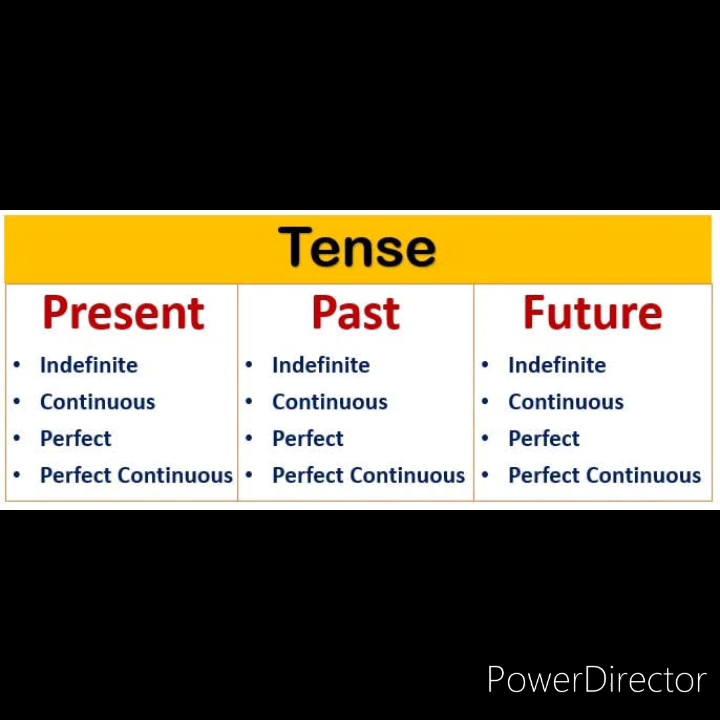 Tense
Present
• Indefinite
• Continuous
• Perfect
• Perfect Continuous
Past
• Indefinite
• Continuous
• Perfect
• Perfect Continuous
Future
• Indefinite
• Continuous
• Perfect
• Perfect Continuous
PowerDirector